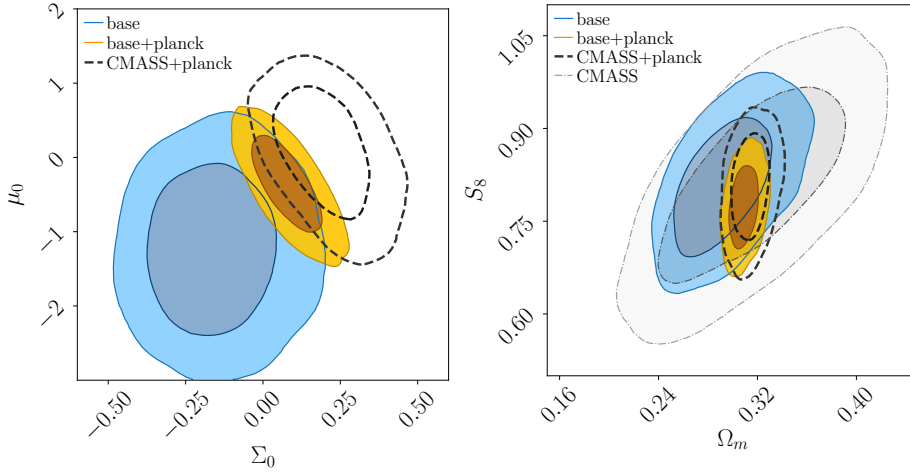 base
base+planck
CMASS+planck
2
1
0
−1
−2
μ₀
−0.50
−0.25
0.00
0.25
0.50
Σ₀
base
base+planck
CMASS+planck
CMASS
1.05
0.90
0.75
0.60
S₈
0.16
0.24
0.32
0.40
Ωₘ